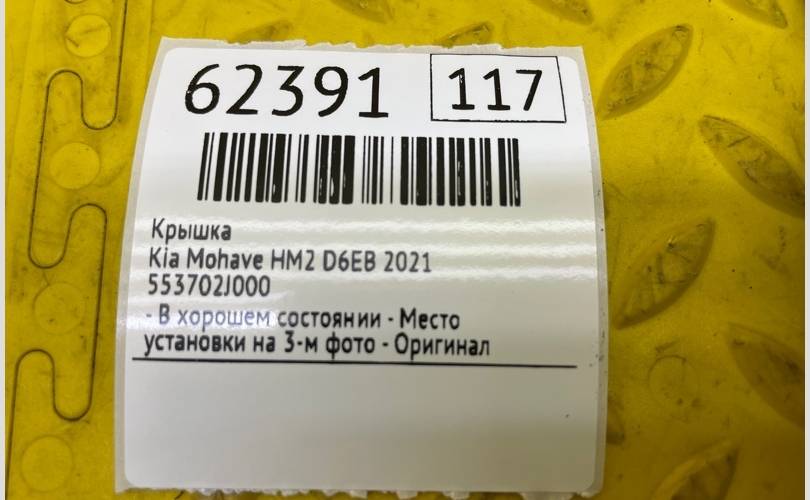 62391 117
Крышка
Kia Mohave HM2 D6EB 2021
553702J000
- В хорошем состоянии - Место
установки на 3-м фото - Оригинал